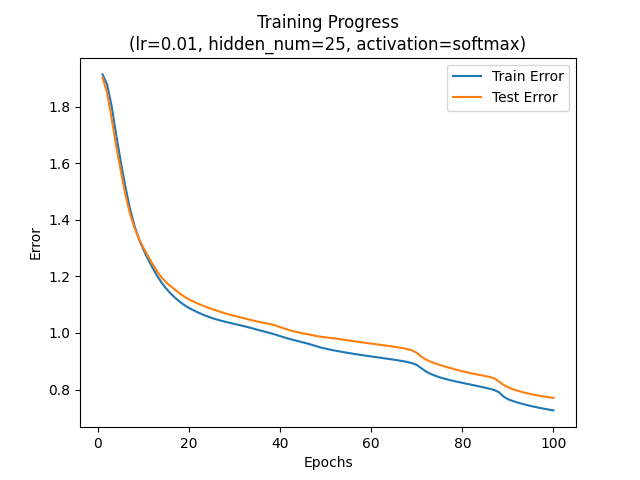 Training Progress
(lr=0.01, hidden_num=25, activation=softmax)
Train Error
Test Error
1.8
1.6
1.4
1.2
1.0
0.8
Error
0 20 40 60 80 100
Epochs